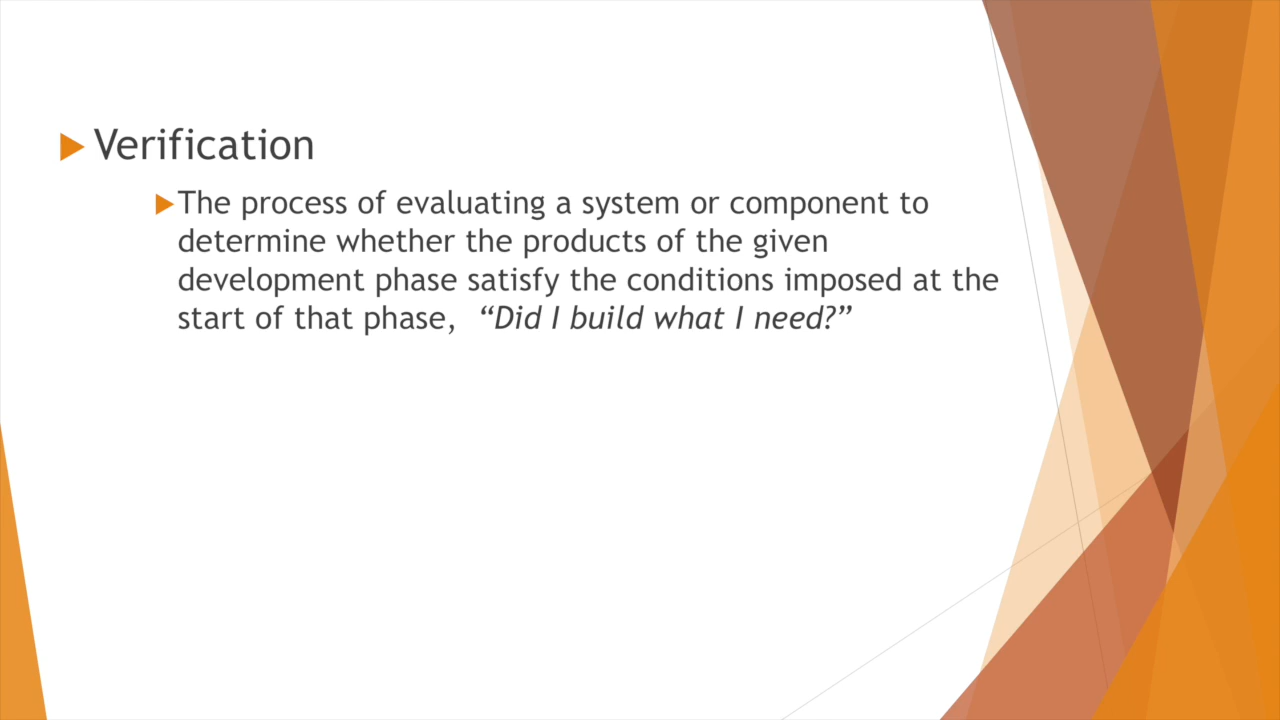 Verification
The process of evaluating a system or component to
determine whether the products of the given
development phase satisfy the conditions imposed at the
start of that phase, “Did I build what I need?”